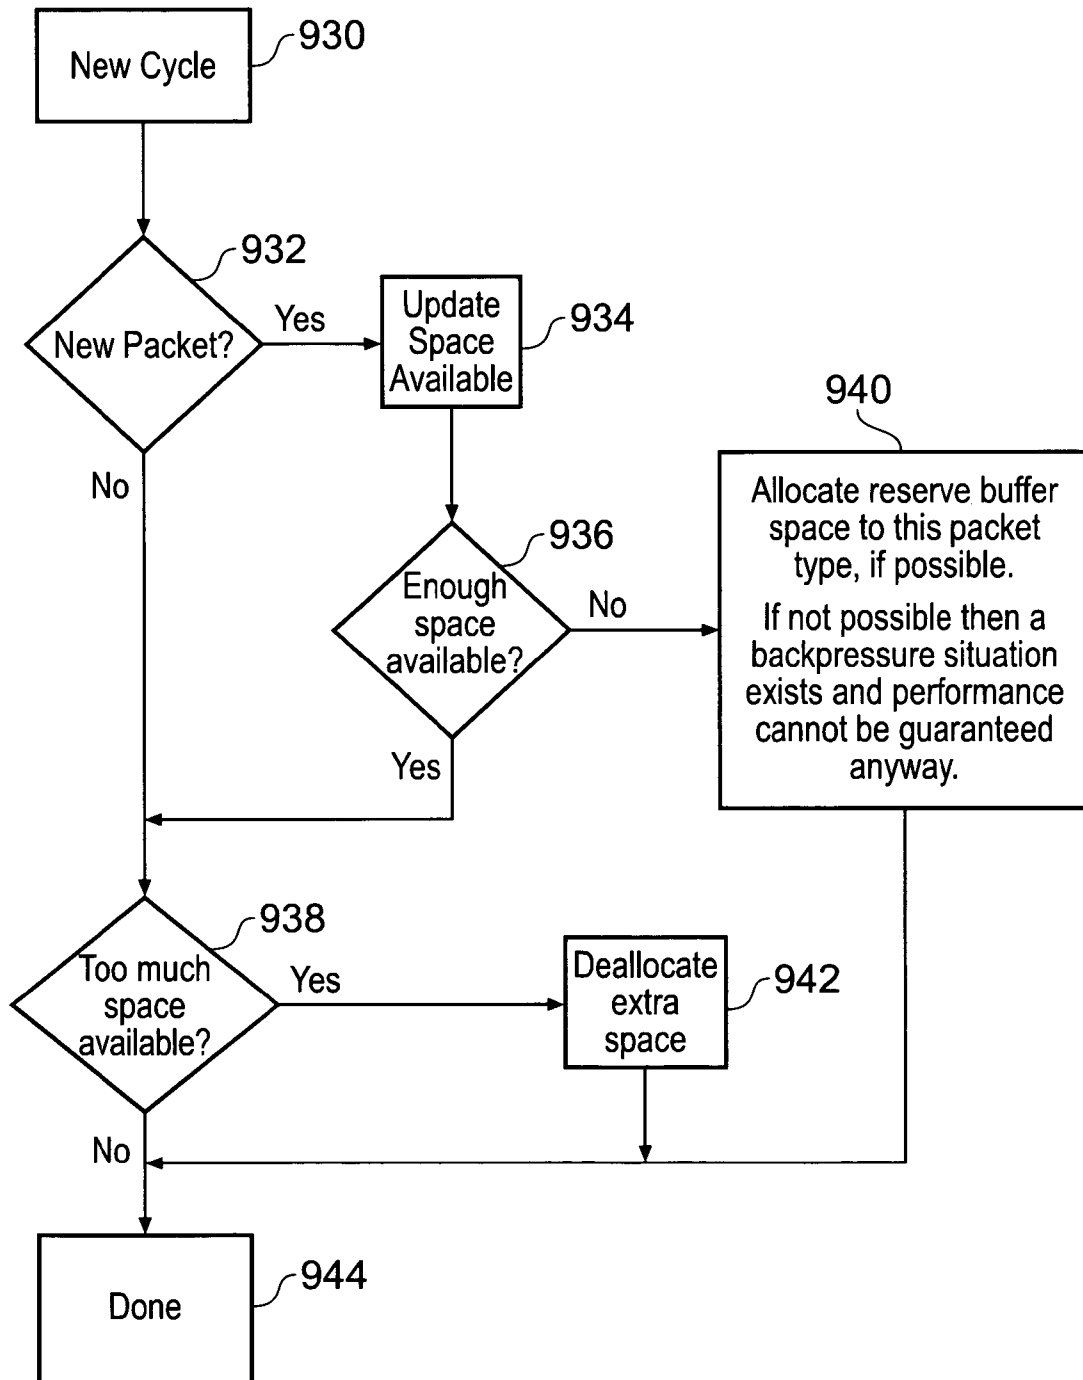 New Cycle
930
932
New Packet?
Yes
No
Update
Space
Available
934
936
Enough
space
available?
No
Yes
940
Allocate reserve buffer
space to this packet
type, if possible.
If not possible then a
backpressure situation
exists and performance
cannot be guaranteed
anyway.
938
Too much
space
available?
Yes
No
Deallocate
extra
space
942
Done
944